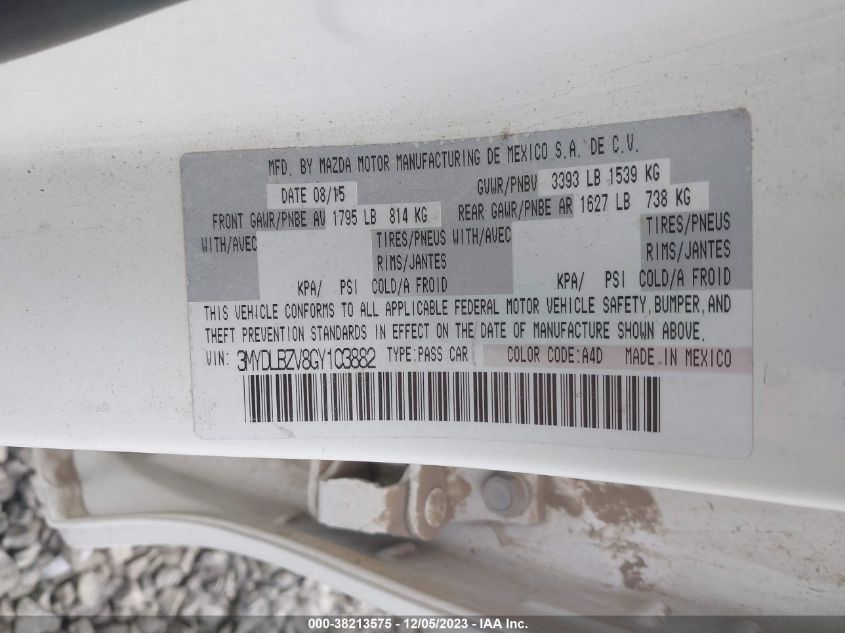 MFD. BY MAZDA MOTOR MANUFACTURING DE MEXICO S.A. DE C.V.
DATE 08/15 GVWR/PNBV 3393 LB 1539 KG
FRONT GAWR/PNBE AV 1795 LB 814 KG REAR GAWR/PNBE AR 1627 LB 738 KG
WITH/AVEC TIRES/PNEUS WITH/AVEC TIRES/PNEUS
RIMS/JANTES RIMS/JANTES
KPA/ PSI COLD/A FROID KPA/ PSI COLD/A FROID
THIS VEHICLE CONFORMS TO ALL APPLICABLE FEDERAL MOTOR VEHICLE SAFETY, BUMPER, AND
THEFT PREVENTION STANDARDS IN EFFECT ON THE DATE OF MANUFACTURE SHOWN ABOVE.
VIN: 3MYDLBZV8GY103882 TYPE:PASS CAR COLOR CODE:A4D MADE IN MEXICO
000-38213575 - 12/05/2023 - IAA Inc.